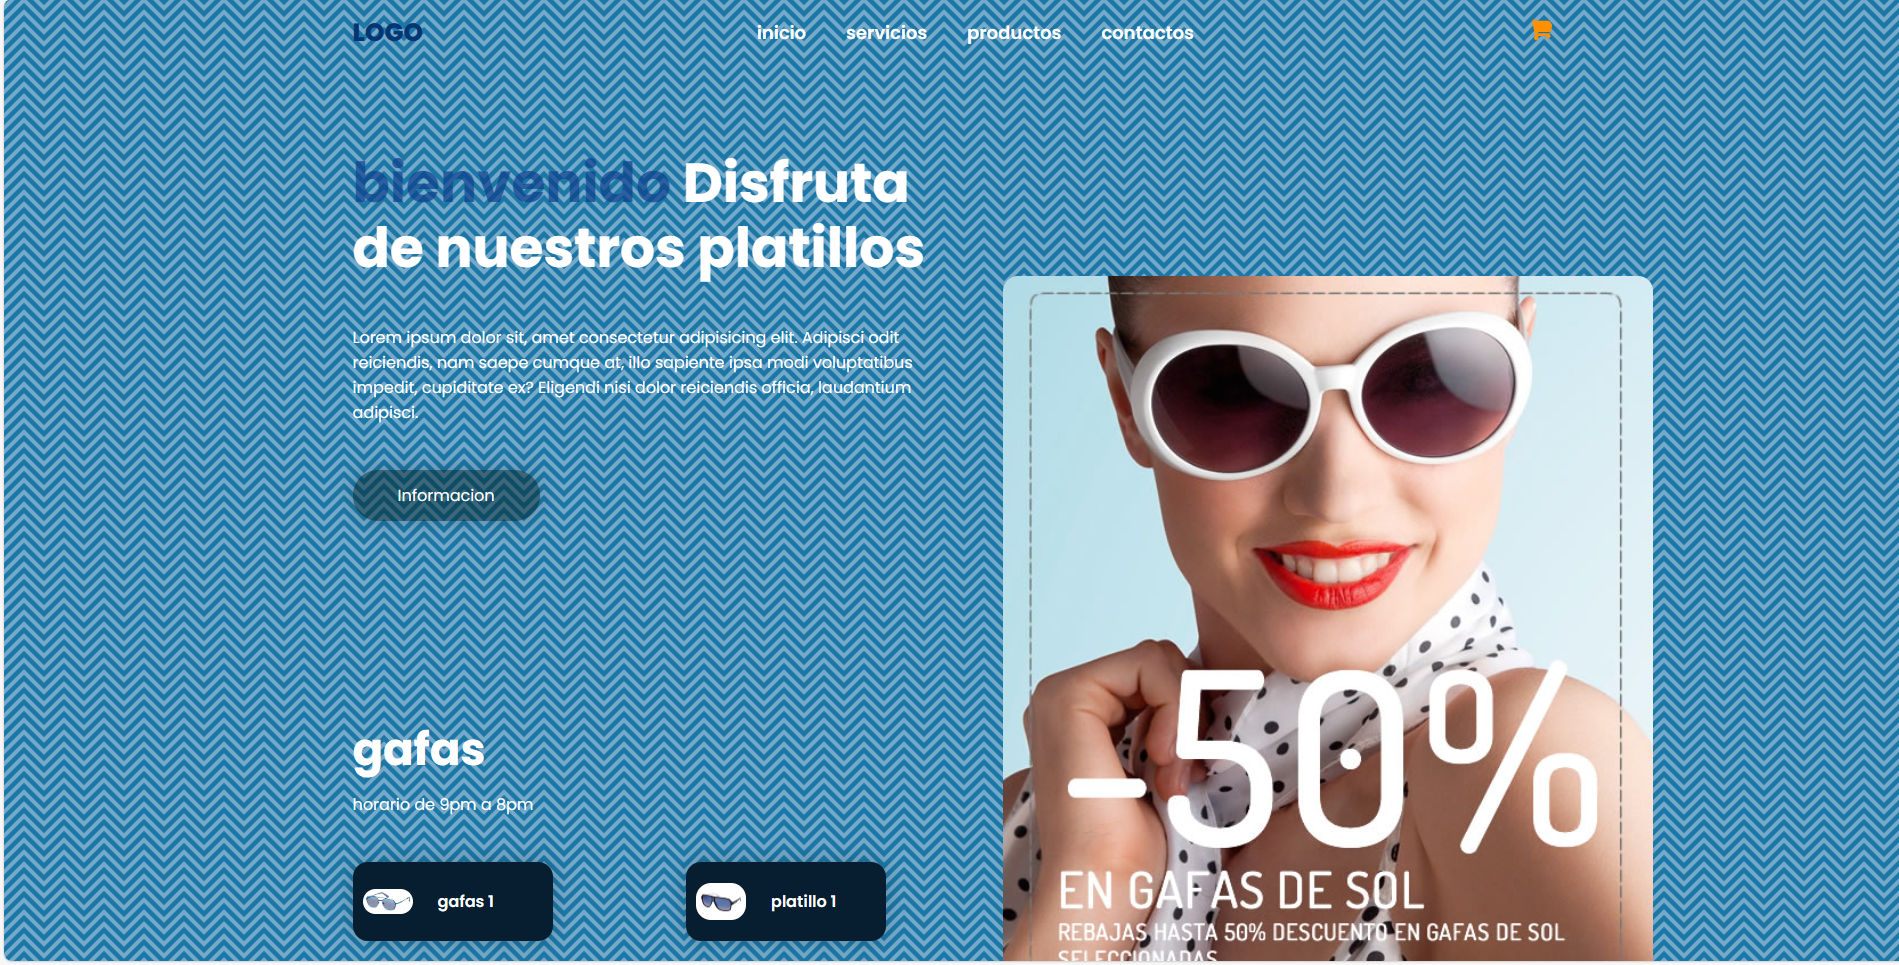 LOGO
inicio servicios productos contactos
bienvenido Disfruta
de nuestros platillos
Lorem ipsum dolor sit, amet consectetur adipisicing elit. Adipisci odit
reiciendis, nam saepe cumque at, illo sapiente ipsa modi voluptatibus
impedit, cupiditate ex? Eligendi nisi dolor reiciendis officia, laudantium
adipisci.
Informacion
gafas
horario de 9pm a 8pm
gafas 1
platillo 1
-50%
EN GAFAS DE SOL
REBAJAS HASTA 50% DESCUENTO EN GAFAS DE SOL
SELECCIONADAS